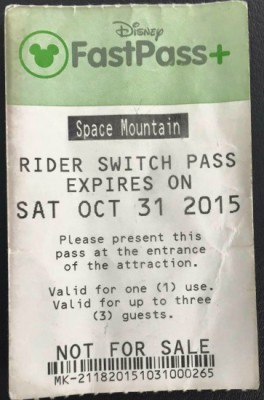 Disney
FastPass+
Space Mountain
RIDER SWITCH PASS
EXPIRES ON
SAT OCT 31 2015
Please present this
pass at the entrance
of the attraction.
Valid for one (1) use.
Valid for up to three
(3) guests.
NOT FOR SALE
MK-211820151031000265